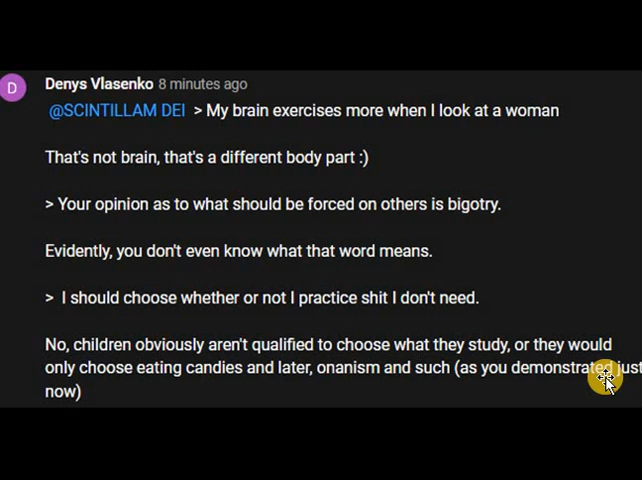 D
Denys Vlasenko 8 minutes ago
@SCINTILLAM DEI > My brain exercises more when I look at a woman
That's not brain, that's a different body part :)
> Your opinion as to what should be forced on others is bigotry.
Evidently, you don't even know what that word means.
> I should choose whether or not I practice shit I don't need.
No, children obviously aren't qualified to choose what they study, or they would
only choose eating candies and later, onanism and such (as you demonstrated just
now)